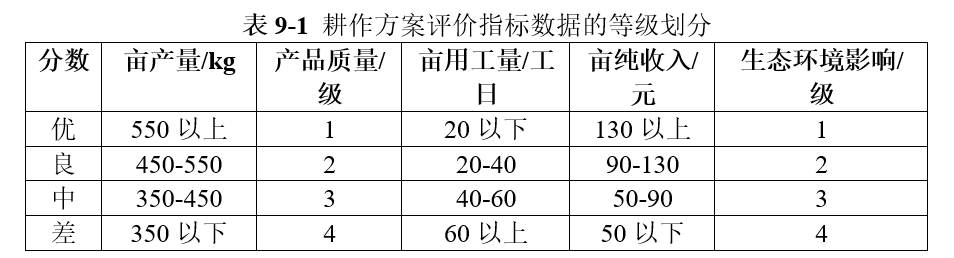 表 9-1 耕作方案评价指标数据的等级划分
分数 亩产量/kg 产品质量/级 亩用工量/工日 亩纯收入/元 生态环境影响/级
优 550 以上 1 20 以下 130 以上 1
良 450-550 2 20-40 90-130 2
中 350-450 3 40-60 50-90 3
差 350 以下 4 60 以上 50 以下 4